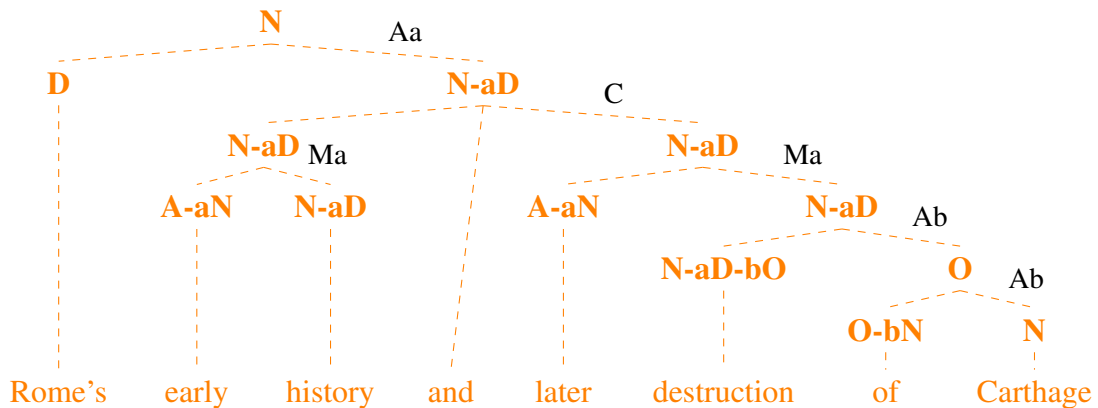 N
Aa
D N-aD
C
N-aD Ma N-aD Ma
A-aN N-aD A-aN N-aD
Ab
N-aD-bO O
Ab
O-bN N
Rome's early history and later destruction of Carthage